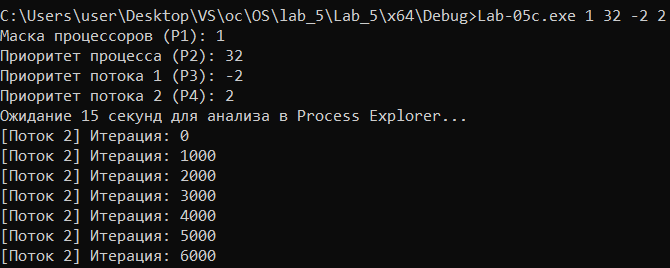 C:\Users\user\Desktop\VS\oc\OS\lab_5\Lab_5\x64\Debug>Lab-05c.exe 1 32 -2 2
Маска процессоров (P1): 1
Приоритет процесса (P2): 32
Приоритет потока 1 (P3): -2
Приоритет потока 2 (P4): 2
Ожидание 15 секунд для анализа в Process Explorer...
[Поток 2] Итерация: 0
[Поток 2] Итерация: 1000
[Поток 2] Итерация: 2000
[Поток 2] Итерация: 3000
[Поток 2] Итерация: 4000
[Поток 2] Итерация: 5000
[Поток 2] Итерация: 6000